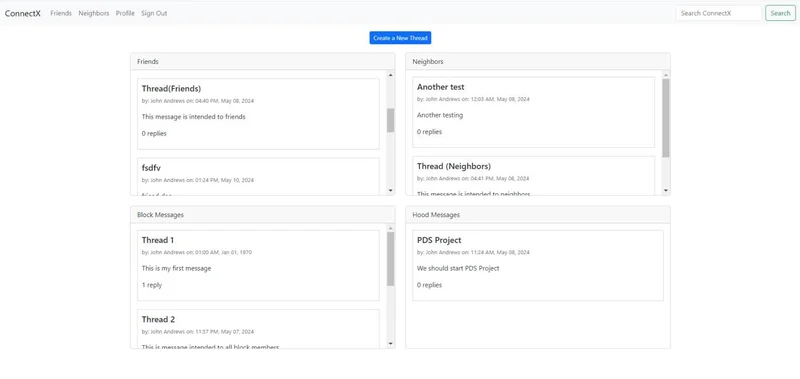 ConnectX Friends Neighbors Profile Sign Out Search ConnectX Search
Create a New Thread
Friends
Thread(Friends)
by: John Andrews on: 04:40 PM, May 08, 2024
This message is intended to friends
0 replies
fsdfv
by: John Andrews on: 01:24 PM, May 10, 2024
Neighbors
Another test
by: John Andrews on: 12:03 AM, May 09, 2024
Another testing
0 replies
Thread (Neighbors)
by: John Andrews on: 04:41 PM, May 08, 2024
This message is intended to neighbors
Block Messages
Thread 1
by: John Andrews on: 01:00 AM, Jan 01, 1970
This is my first message
1 reply
Thread 2
by: John Andrews on: 11:57 PM, May 07, 2024
This is message intended to all block members
Hood Messages
PDS Project
by: John Andrews on: 11:24 AM, May 08, 2024
We should start PDS Project
0 replies